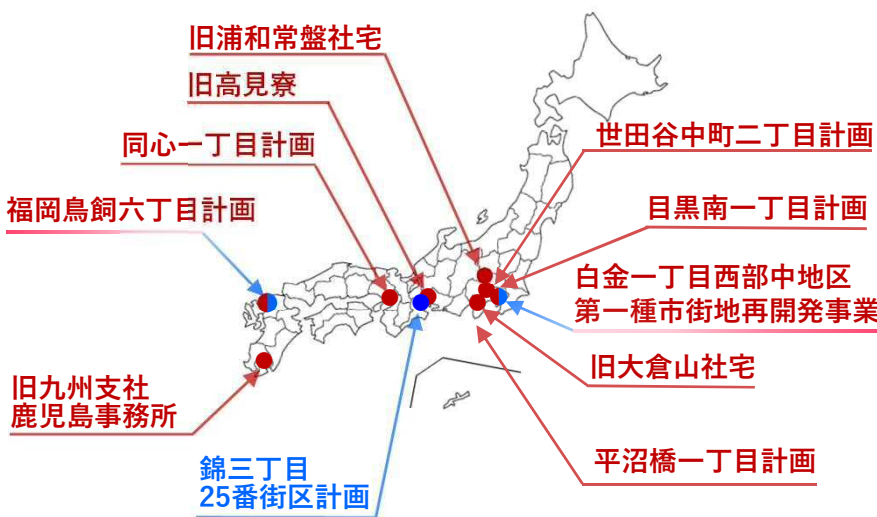 旧浦和常盤社宅
旧高見寮
同心一丁目計画
福岡鳥飼六丁目計画
世田谷中町二丁目計画
目黒南一丁目計画
白金一丁目西部中地区
第一種市街地再開発事業
旧大倉山社宅
平沼橋一丁目計画
旧九州支社
鹿児島事務所
錦三丁目
25番街区計画